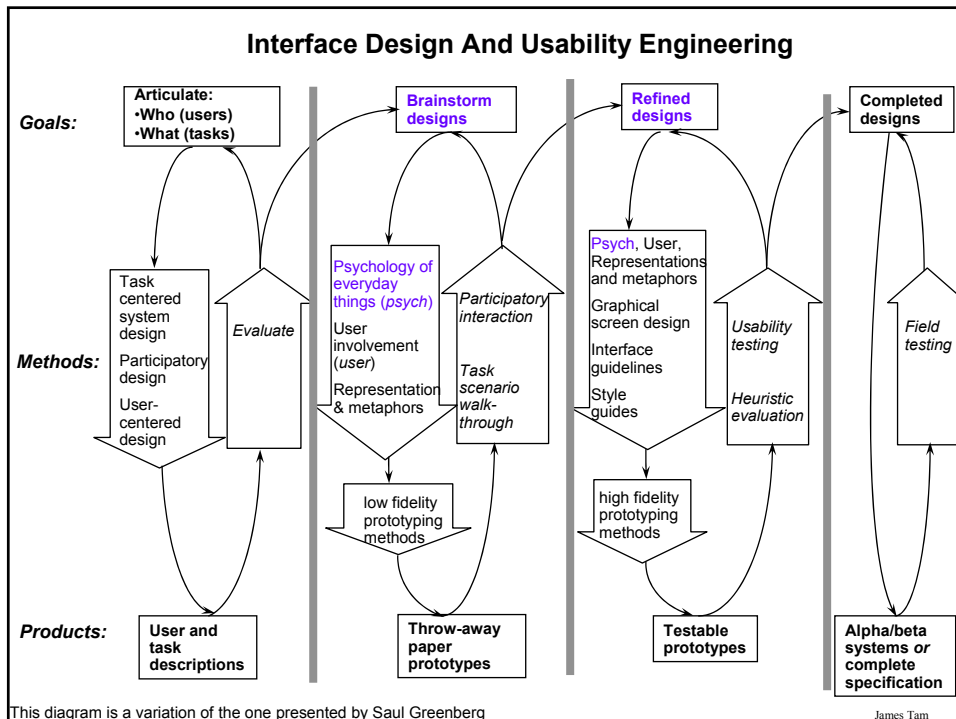 Interface Design And Usability Engineering
Goals:
Articulate:
•Who (users)
•What (tasks)
Brainstorm
designs
Refined
designs
Completed
designs
Methods:
Task
centered
system
design
Participatory
design
User-
centered
design
Evaluate
Psychology of
everyday
things (psych)
User
involvement
(user)
Representation
& metaphors
low fidelity
prototyping
methods
Participatory
interaction
Task
scenario
walk-
through
Psych, User,
Representations
and metaphors
Graphical
screen design
Interface
guidelines
Style
guides
high fidelity
prototyping
methods
Usability
testing
Heuristic
evaluation
Field
testing
Products:
User and
task
descriptions
Throw-away
paper
prototypes
Testable
prototypes
Alpha/beta
systems or
complete
specification
This diagram is a variation of the one presented by Saul Greenberg
James Tam